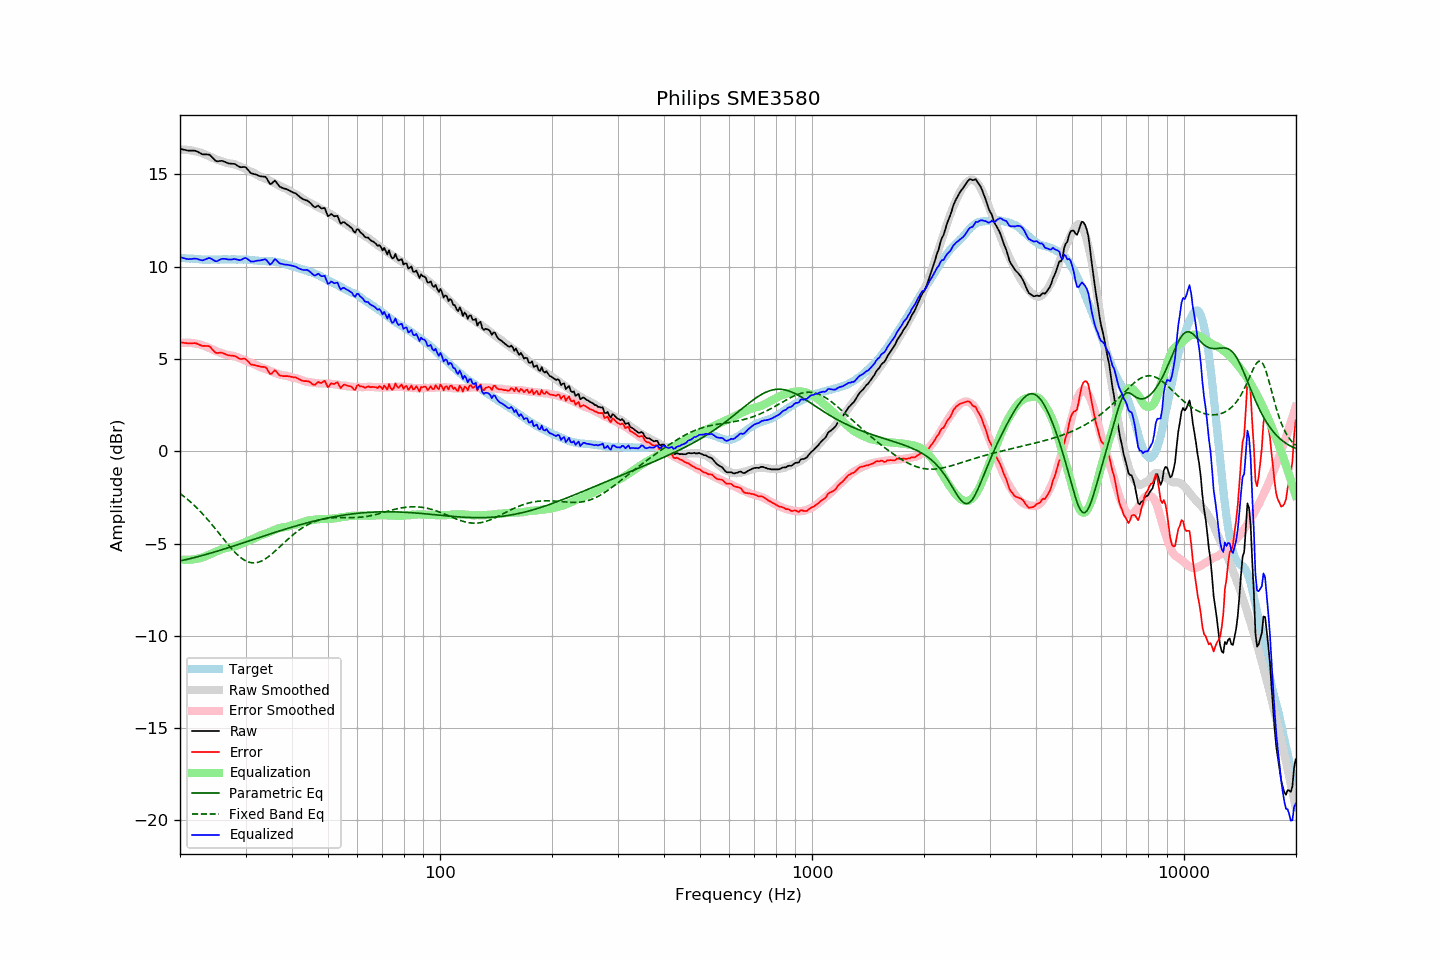 Philips SME3580
Amplitude (dBr)
15
10
5
0
−5
−10
−15
−20
Target
Raw Smoothed
Error Smoothed
Raw
Error
Equalization
Parametric Eq
Fixed Band Eq
Equalized
100
1000
10000
Frequency (Hz)